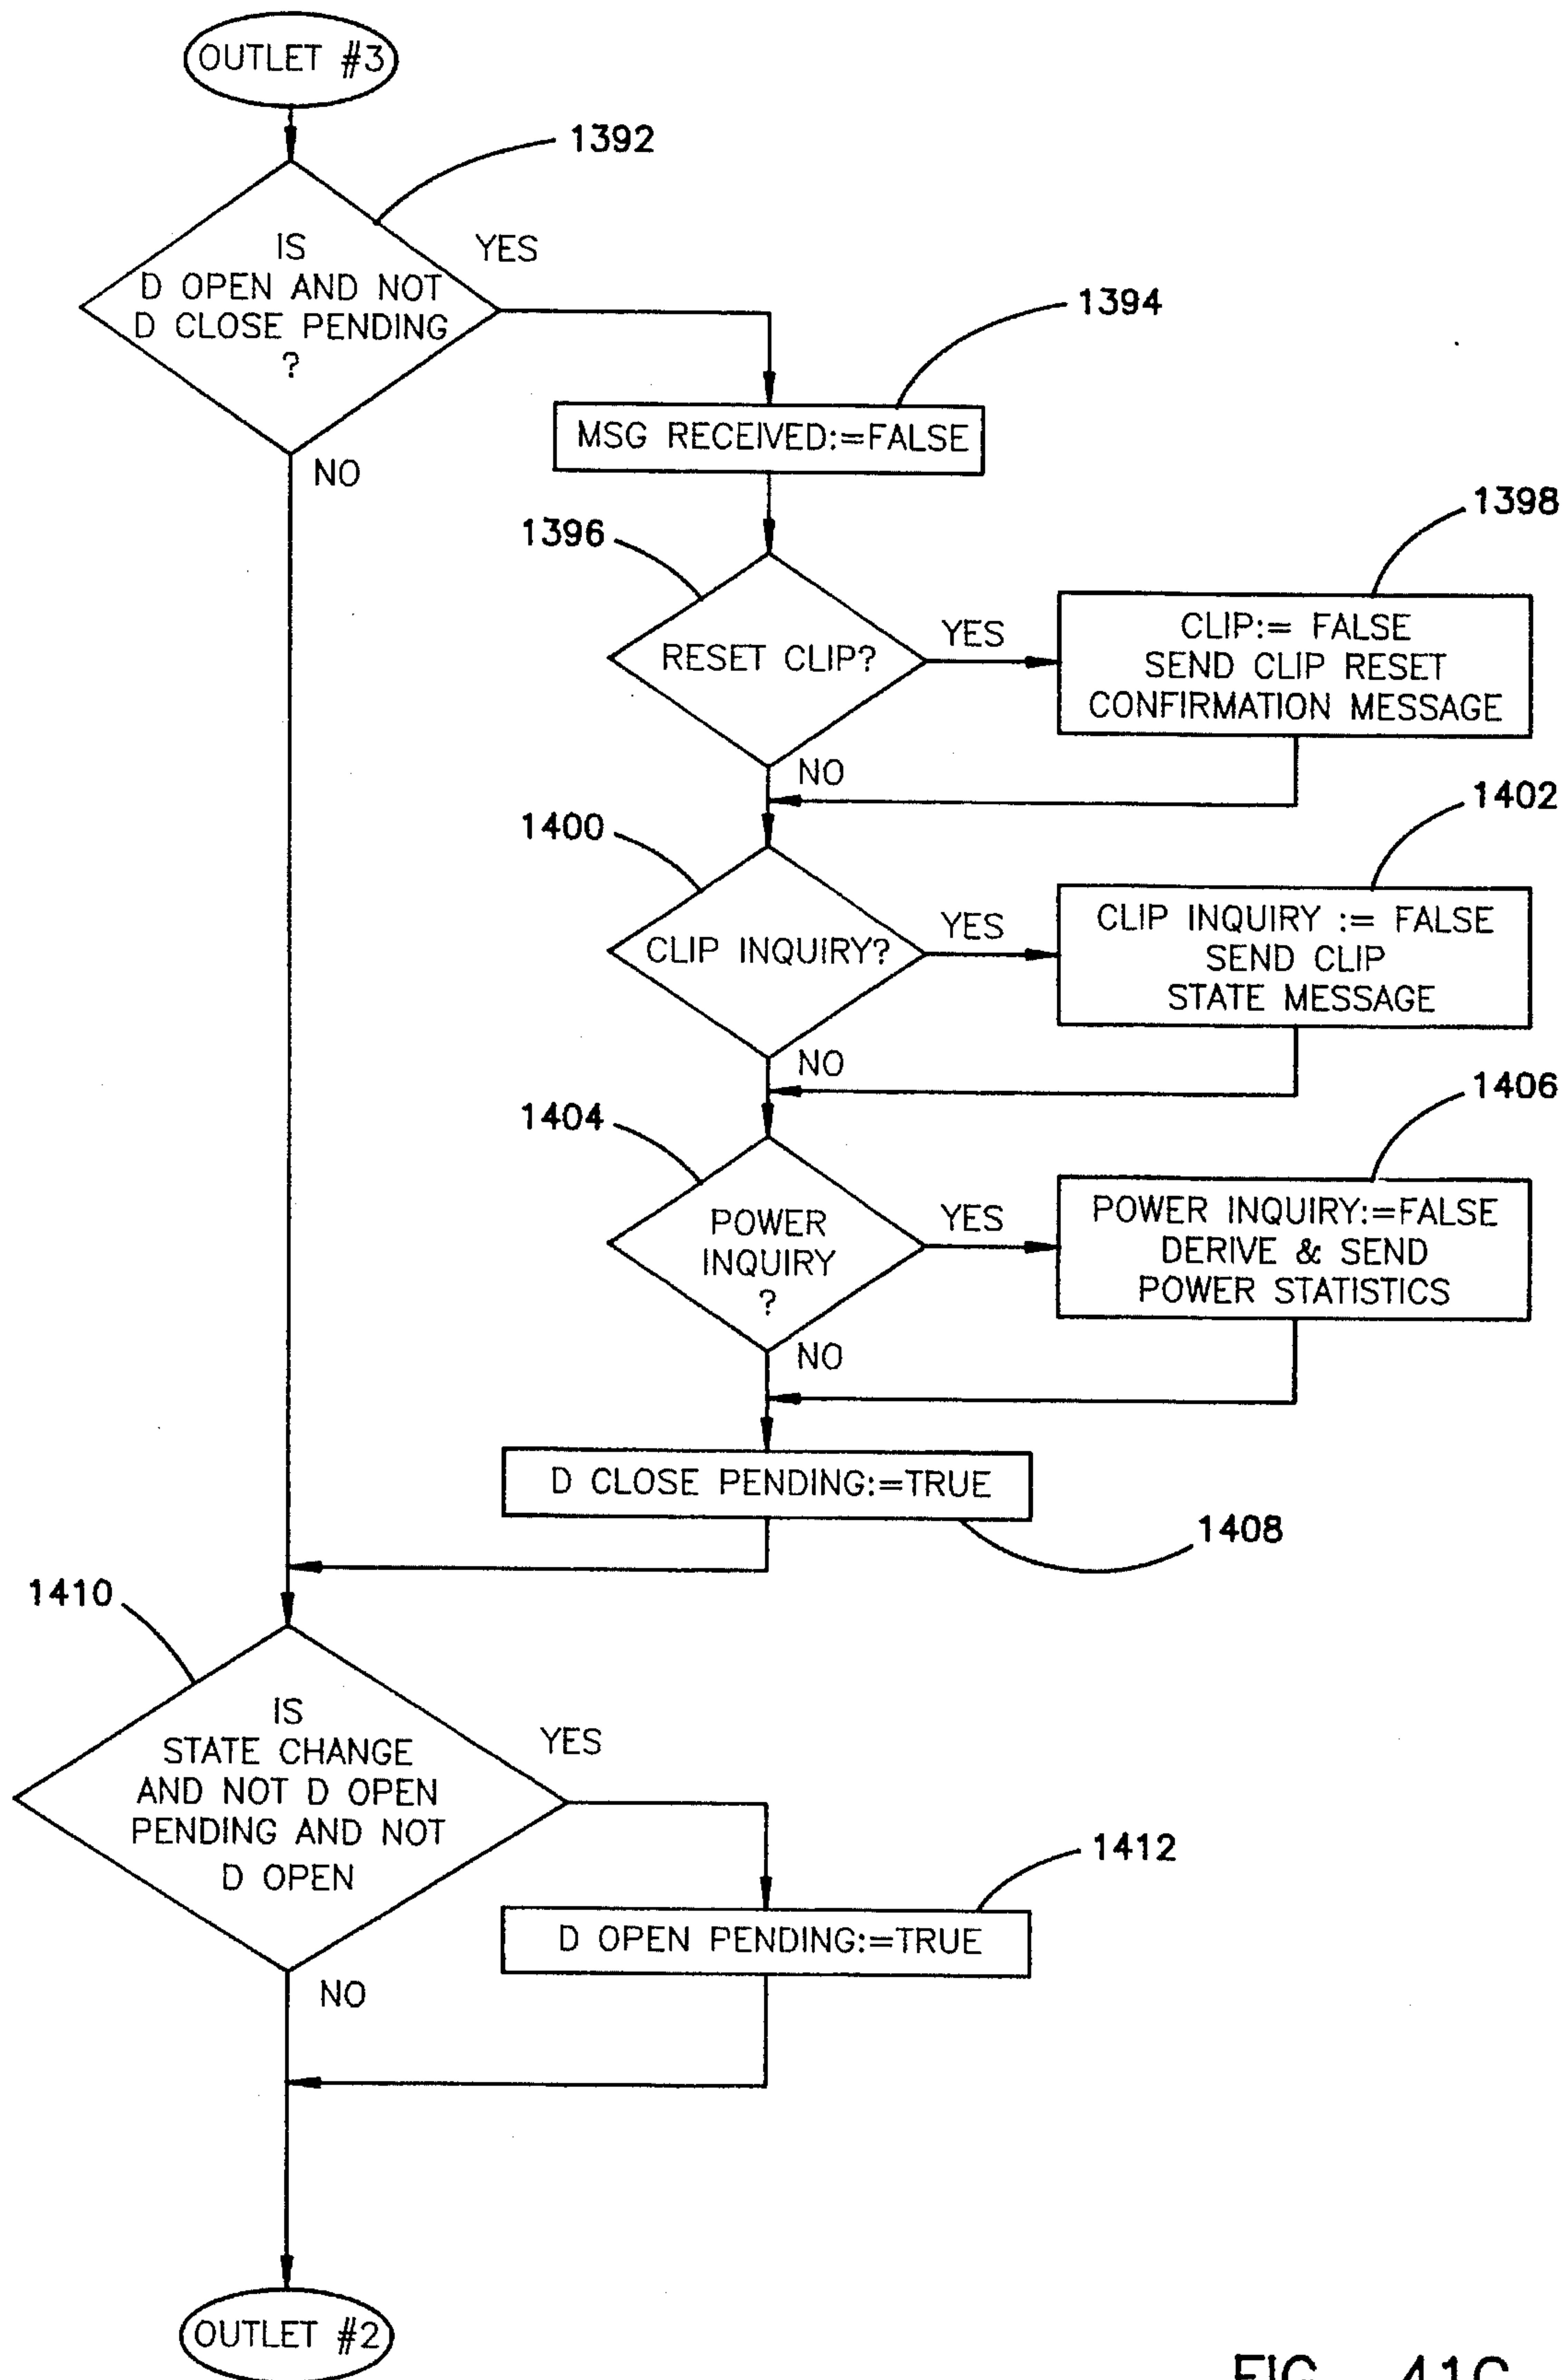 OUTLET #3
1392
IS
D OPEN AND NOT
D CLOSE PENDING
?
YES
NO
1394
MSG RECEIVED:=FALSE
1396
RESET CLIP?
YES
NO
1398
CLIP:= FALSE
SEND CLIP RESET
CONFIRMATION MESSAGE
1400
CLIP INQUIRY?
YES
NO
1402
CLIP INQUIRY := FALSE
SEND CLIP
STATE MESSAGE
1404
POWER
INQUIRY
?
YES
NO
1406
POWER INQUIRY:=FALSE
DERIVE & SEND
POWER STATISTICS
D CLOSE PENDING:=TRUE
1408
1410
IS
STATE CHANGE
AND NOT D OPEN
PENDING AND NOT
D OPEN
YES
NO
1412
D OPEN PENDING:=TRUE
OUTLET #2
FIG. 41C